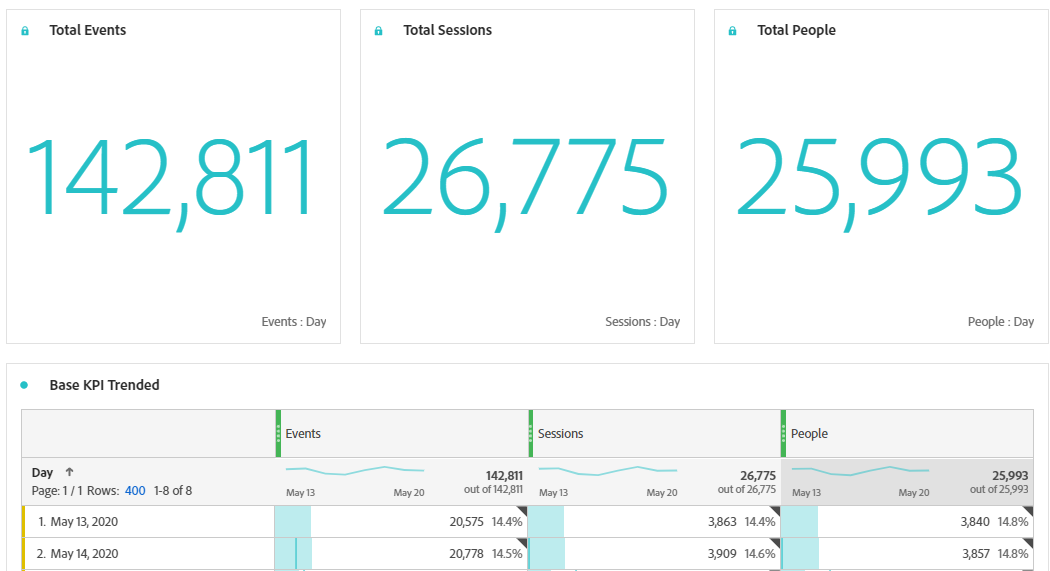 Total Events
Total Sessions
Total People
142,811
26,775
25,993
Events : Day
Sessions : Day
People : Day
Base KPI Trended
Events
Sessions
People
Day
Page: 1 / 1 Rows: 400 1-8 of 8
May 13 May 20
142,811
out of 142,811
May 13 May 20
26,775
out of 26,775
May 13 May 20
25,993
out of 25,993
1. May 13, 2020 20,575 14.4% 3,863 14.4% 3,840 14.8%
2. May 14, 2020 20,778 14.5% 3,909 14.6% 3,857 14.8%